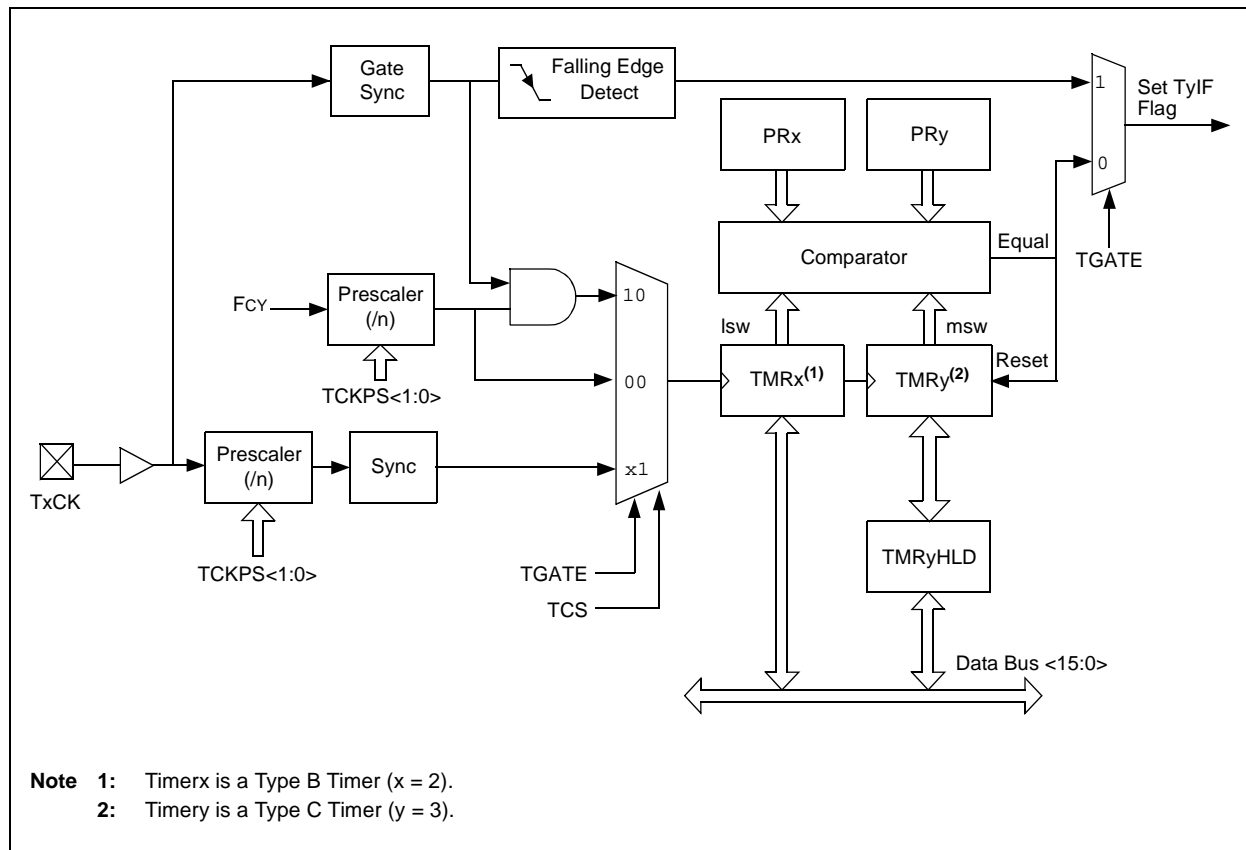 Gate
Sync
Falling Edge
Detect
1
Set TyIF
Flag
PRx
PRy
0
Equal
TGATE
Comparator
FCY
Prescaler
(/n)
10
lsw
msw
Reset
TCKPS<1:0>
00
TMRx(1)
TMRy(2)
TxCK
Prescaler
(/n)
Sync
x1
TCKPS<1:0>
TGATE
TCS
TMRyHLD
Data Bus <15:0>
Note 1: Timerx is a Type B Timer (x = 2).
2: Timery is a Type C Timer (y = 3).